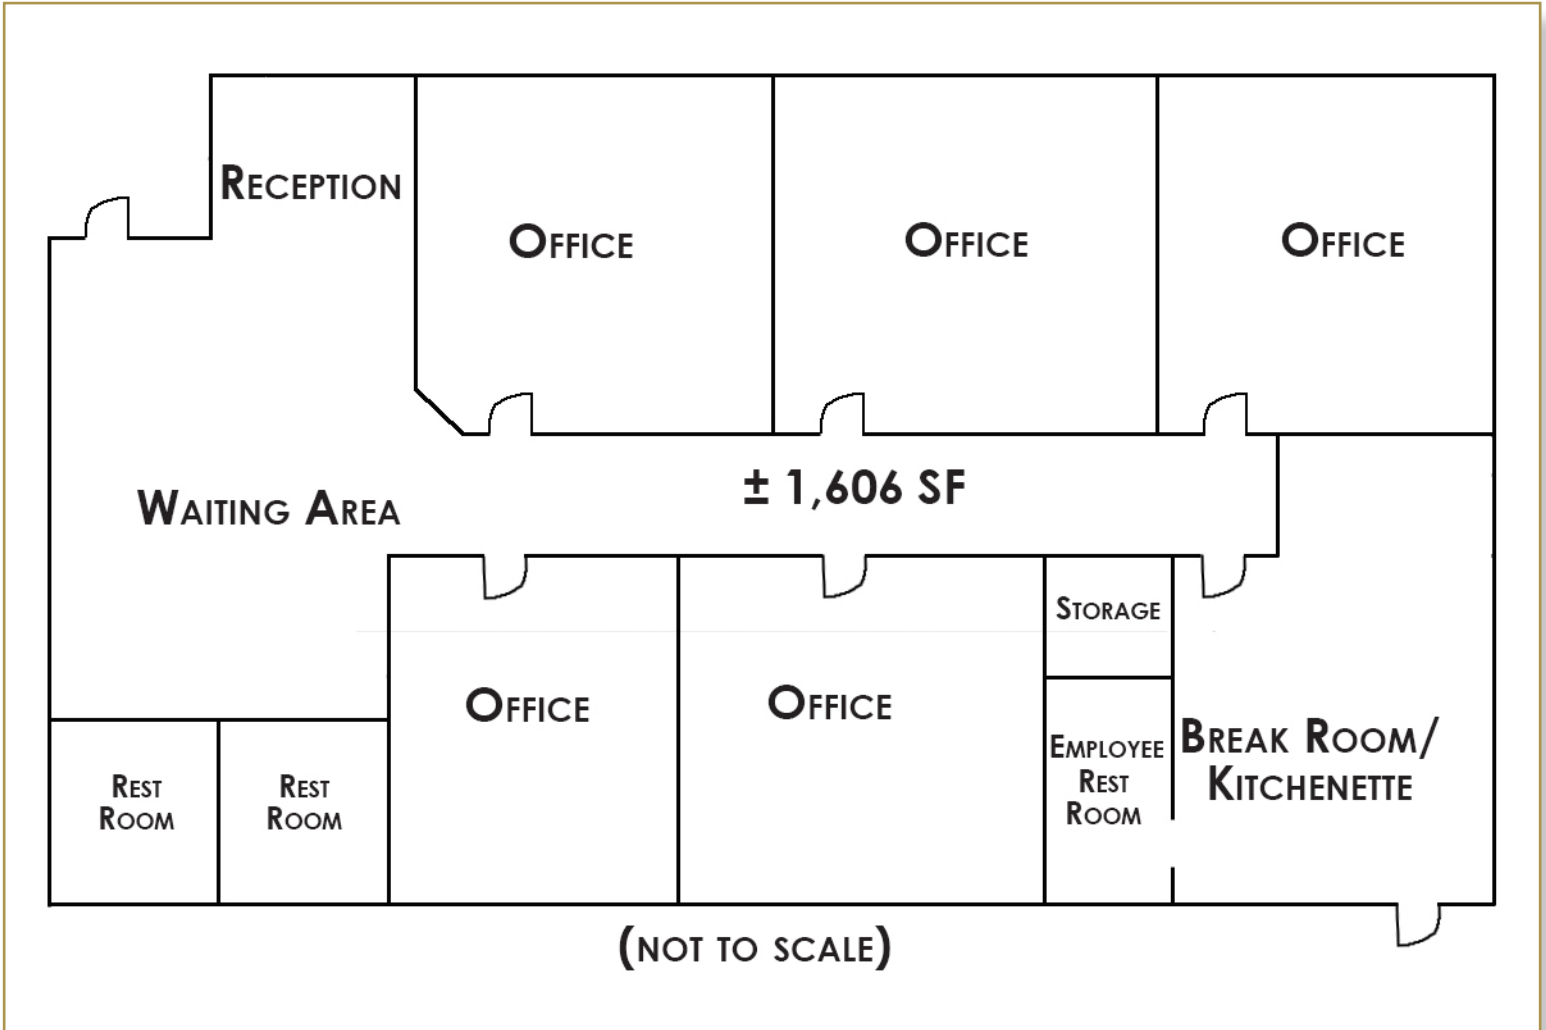 RECEPTION
OFFICE
OFFICE
OFFICE
± 1,606 SF
WAITING AREA
STORAGE
OFFICE
OFFICE
EMPLOYEE
REST
ROOM
BREAK ROOM/
KITCHENETTE
REST
ROOM
REST
ROOM
(NOT TO SCALE)